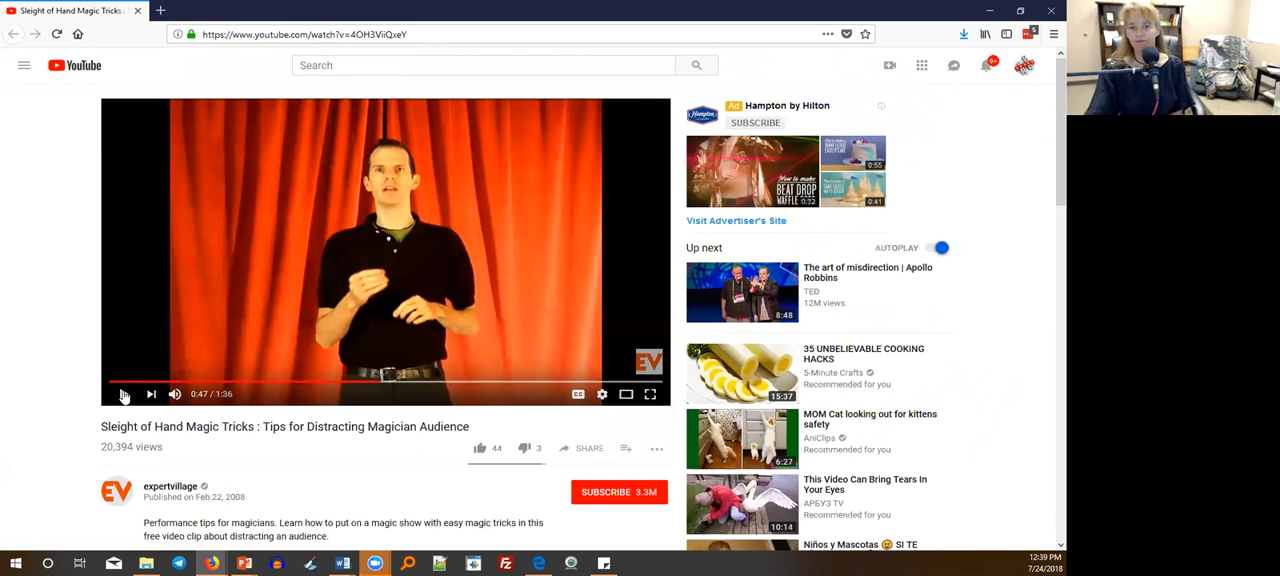 Sleight of Hand Magic Tricks :
https://www.youtube.com/watch?v=4OH3ViiQxeY
YouTube
Search
9+
Ad Hampton by Hilton
SUBSCRIBE
How to make
BEAT DROP
WAFFLE
0:32
0:55
0:41
Visit Advertiser's Site
Up next
AUTOPLAY
The art of misdirection | Apollo
Robbins
TED
12M views
8:48
35 UNBELIEVABLE COOKING
HACKS
5-Minute Crafts
Recommended for you
15:37
MOM Cat looking out for kittens
safety
AniClips
Recommended for you
6:27
This Video Can Bring Tears In
Your Eyes
АРБУЗ TV
Recommended for you
10:14
Niños y Mascotas 😄 SI TE
EV
0:47 / 1:36
CC
Sleight of Hand Magic Tricks : Tips for Distracting Magician Audience
20,394 views
44
3
SHARE
EV
expertvillage
Published on Feb 22, 2008
SUBSCRIBE 3.3M
Performance tips for magicians. Learn how to put on a magic show with easy magic tricks in this
free video clip about distracting an audience.
12:39 PM
7/24/2018